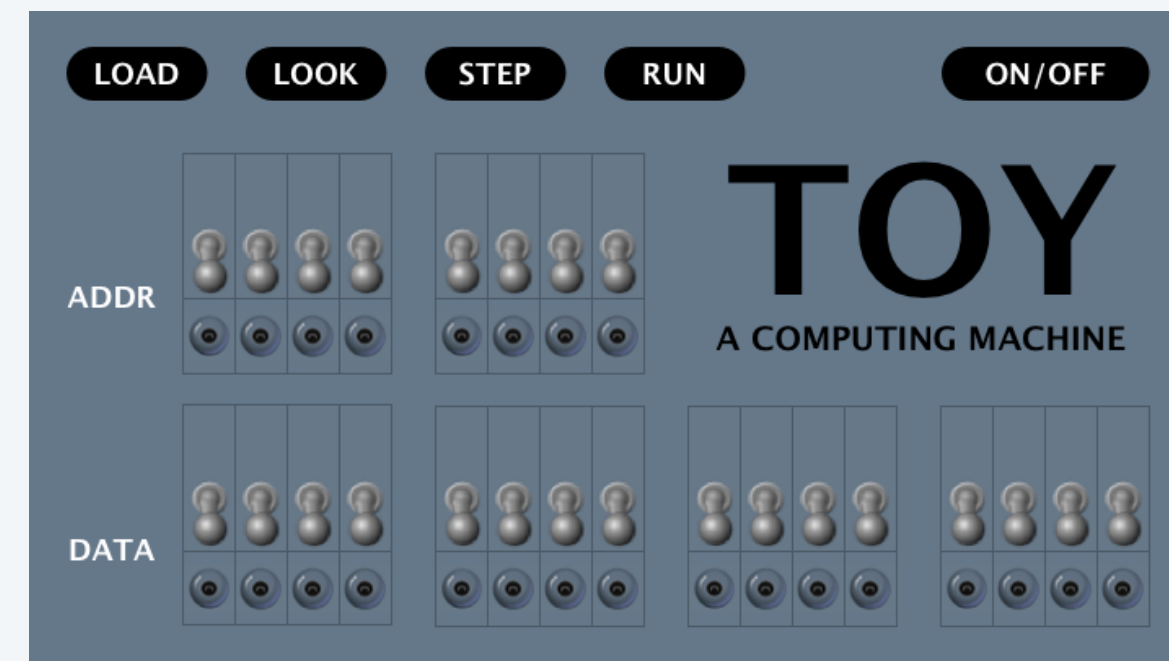 LOAD LOOK STEP RUN ON/OFF
TOY
ADDR
A COMPUTING MACHINE
DATA